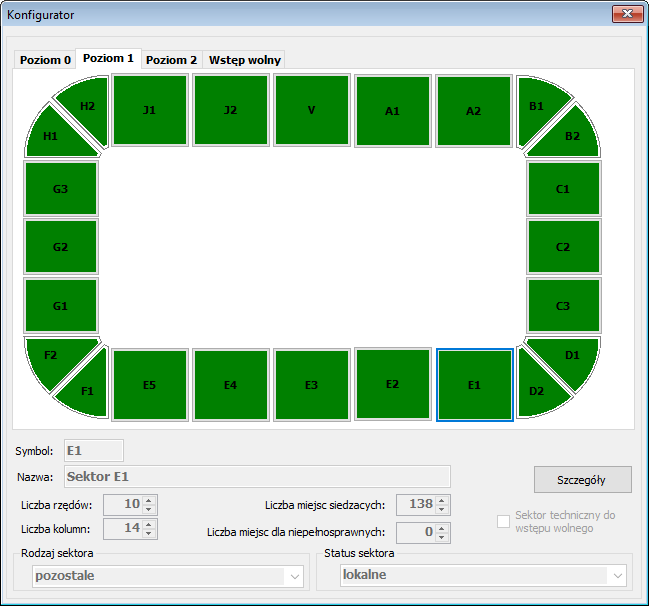 Konfigurator
Poziom 0 Poziom 1 Poziom 2 Wstęp wolny
H2 J1 J2 V A1 A2 B1
H1 B2
G3 C1
G2 C2
G1 C3
F2 D1
F1 E5 E4 E3 E2 E1 D2
Symbol: E1
Nazwa: Sektor E1
Szczegóły
Liczba rzędów: 10 Liczba miejsc siedzacych: 138
Liczba kolumn: 14 Liczba miejsc dla niepełnosprawnych: 0
Sektor techniczny do
wstępu wolnego
Rodzaj sektora Status sektora
pozostale lokalne